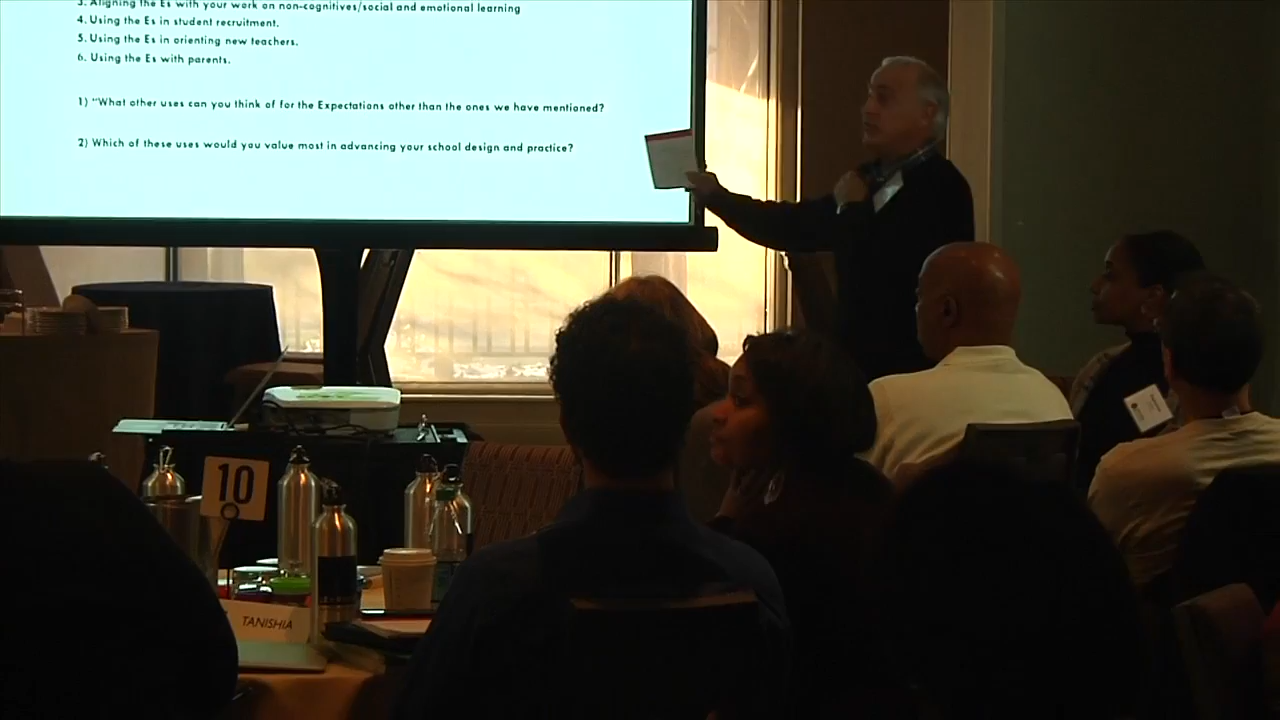 3. Aligning the Es with your work on non-cognitives/social and emotional learning
4. Using the Es in student recruitment.
5. Using the Es in orienting new teachers.
6. Using the Es with parents.
1) "What other uses can you think of for the Expectations other than the ones we have mentioned?
2) Which of these uses would you value most in advancing your school design and practice?
10
TANISHIA